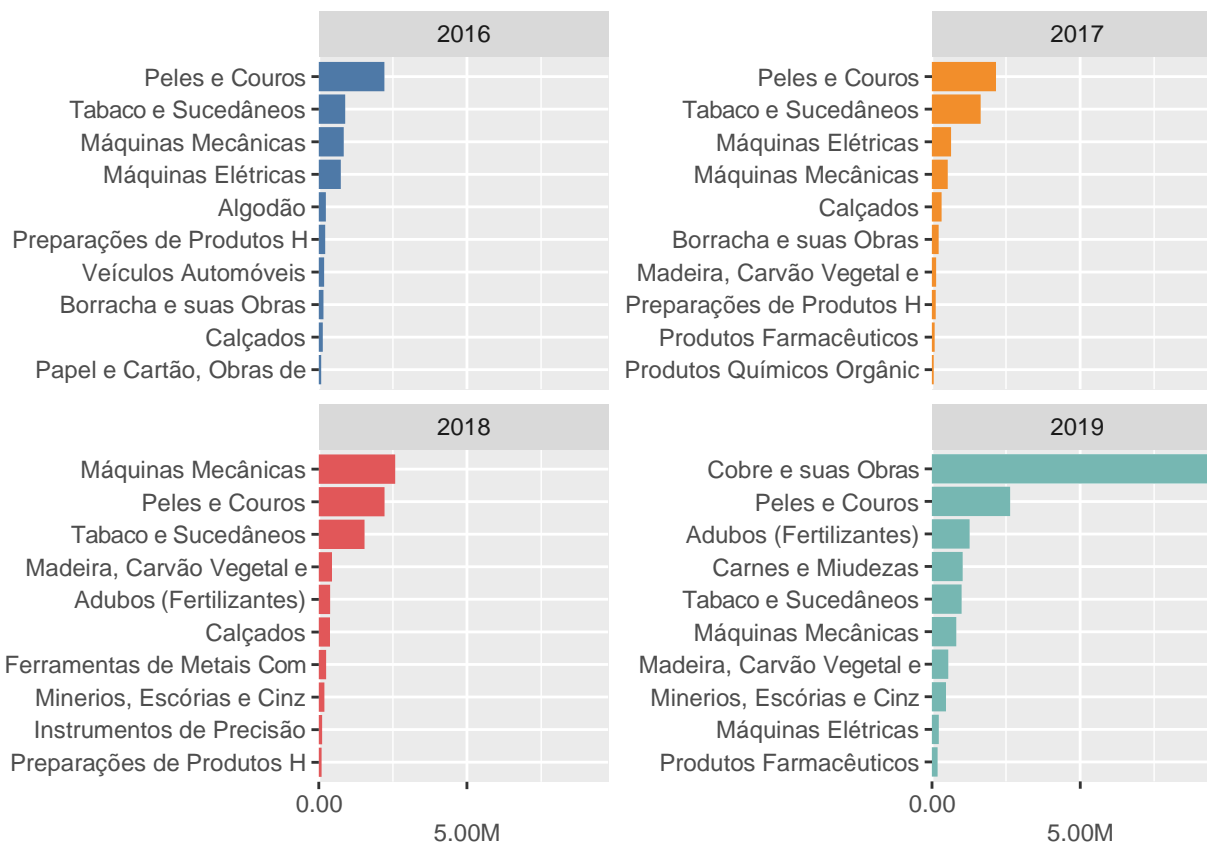 2016
Peles e Couros
Tabaco e Sucedâneos
Máquinas Mecânicas
Máquinas Elétricas
Algodão
Preparações de Produtos H
Veículos Automóveis
Borracha e suas Obras
Calçados
Papel e Cartão, Obras de
2017
Peles e Couros
Tabaco e Sucedâneos
Máquinas Elétricas
Máquinas Mecânicas
Calçados
Borracha e suas Obras
Madeira, Carvão Vegetal e
Preparações de Produtos H
Produtos Farmacêuticos
Produtos Químicos Orgânic
2018
Máquinas Mecânicas
Peles e Couros
Tabaco e Sucedâneos
Madeira, Carvão Vegetal e
Adubos (Fertilizantes)
Calçados
Ferramentas de Metais Com
Minerios, Escórias e Cinz
Instrumentos de Precisão
Preparações de Produtos H
0.00
5.00M
2019
Cobre e suas Obras
Peles e Couros
Adubos (Fertilizantes)
Carnes e Miudezas
Tabaco e Sucedâneos
Máquinas Mecânicas
Madeira, Carvão Vegetal e
Minerios, Escórias e Cinz
Máquinas Elétricas
Produtos Farmacêuticos
0.00
5.00M